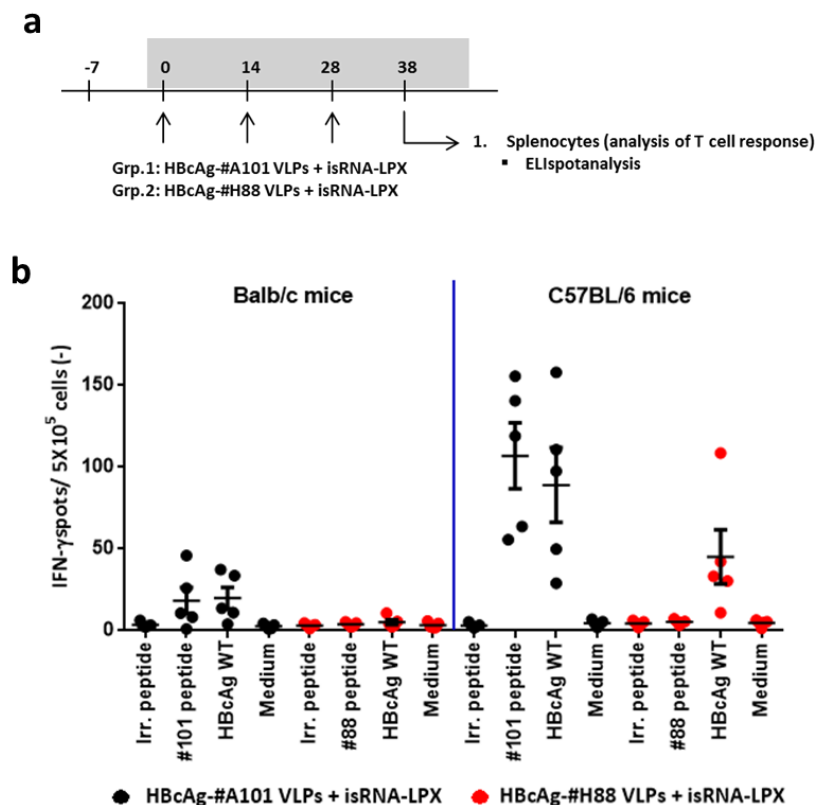 a
-7 0 14 28 38
1. Splenocytes (analysis of T cell response)
▪ ELIspotanalysis
Grp.1: HBcAg-#A101 VLPs + isRNA-LPX
Grp.2: HBcAg-#H88 VLPs + isRNA-LPX
b
Balb/c mice C57BL/6 mice
IFN-γspots/ 5X10⁵ cells (-)
200
150
100
50
0
Irr. peptide
#101 peptide
HBcAg WT
Medium
Irr. peptide
#88 peptide
HBcAg WT
Medium
Irr. peptide
#101 peptide
HBcAg WT
Medium
Irr. peptide
#88 peptide
HBcAg WT
Medium
HBcAg-#A101 VLPs + isRNA-LPX HBcAg-#H88 VLPs + isRNA-LPX